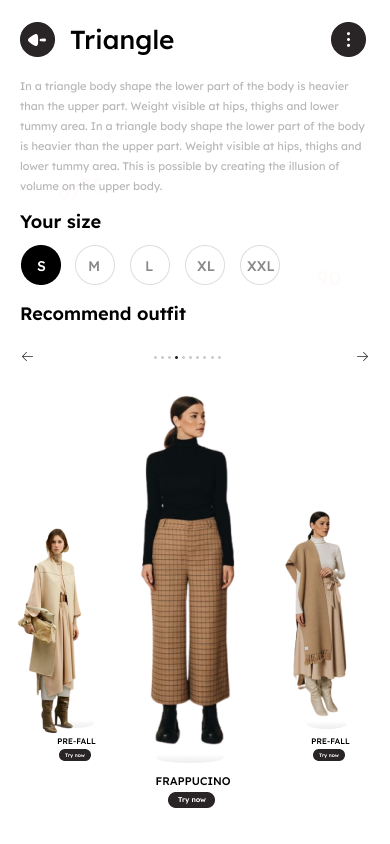 Triangle
In a triangle body shape the lower part of the body is heavier
than the upper part. Weight visible at hips, thighs and lower
tummy area. In a triangle body shape the lower part of the body
is heavier than the upper part. Weight visible at hips, thighs and
lower tummy area. This is possible by creating the illusion of
volume on the upper body.
Your size
S M L XL XXL
90
Recommend outfit
PRE-FALL
Try now
FRAPPUCINO
Try now
PRE-FALL
Try now